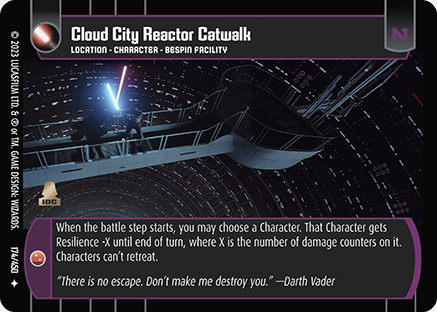 Cloud City Reactor Catwalk
LOCATION - CHARACTER - BESPIN FACILITY
N
© 2023 LUCASFILM LTD. & ® or TM. GAME DESIGN: WIZARDS.
174/450
IDC
When the battle step starts, you may choose a Character. That Character gets
Resilience -X until end of turn, where X is the number of damage counters on it.
Characters can't retreat.
"There is no escape. Don't make me destroy you." —Darth Vader